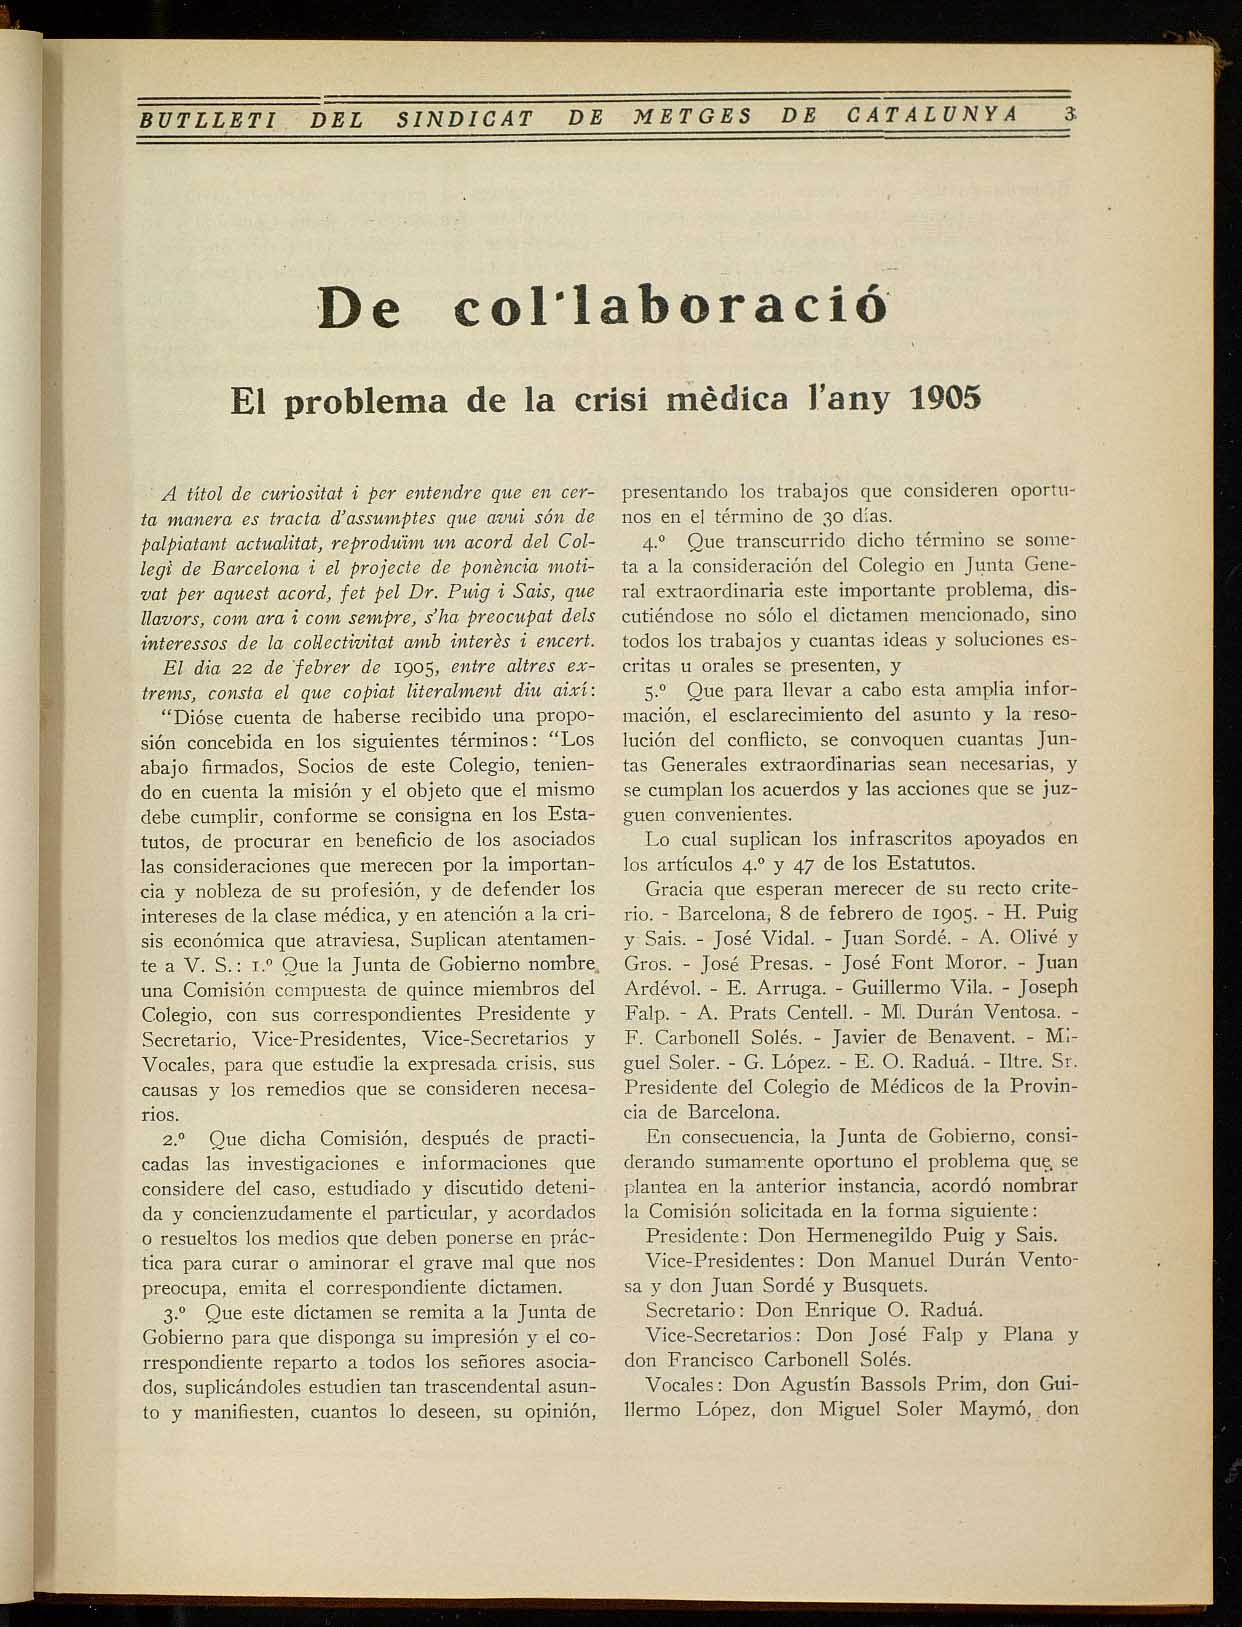 BUTLLETI DEL SINDICAT DE METGES DE CATALUNYA 3
De col·laboració
El problema de la crisi mèdica l'any 1905
A títol de curiositat i per entendre que en cer-
ta manera es tracta d'assumptes que avui són de
palpiatant actualitat, reproduïm un acord del Col-
legi de Barcelona i el projecte de ponència moti-
vat per aquest acord, fet pel Dr. Puig i Sais, que
llavors, com ara i com sempre, s'ha preocupat dels
interessos de la col·lectivitat amb interès i encert.
El dia 22 de febrer de 1905, entre altres ex-
trems, consta el que copiat literalment diu així:
"Dióse cuenta de haberse recibido una propo-
sión concebida en los siguientes términos: "Los
abajo firmados, Socios de este Colegio, tenien-
do en cuenta la misión y el objeto que el mismo
debe cumplir, conforme se consigna en los Esta-
tutos, de procurar en beneficio de los asociados
las consideraciones que merecen por la importan-
cia y nobleza de su profesión, y de defender los
intereses de la clase médica, y en atención a la cri-
sis económica que atraviesa, Suplican atentamen-
te a V. S.: 1.º Que la Junta de Gobierno nombre
una Comisión compuesta de quince miembros del
Colegio, con sus correspondientes Presidente y
Secretario, Vice-Presidentes, Vice-Secretarios y
Vocales, para que estudie la expresada crisis, sus
causas y los remedios que se consideren necesa-
rios.
2.º Que dicha Comisión, después de practi-
cadas las investigaciones e informaciones que
considere del caso, estudiado y discutido deteni-
da y concienzudamente el particular, y acordados
o resueltos los medios que deben ponerse en prác-
tica para curar o aminorar el grave mal que nos
preocupa, emita el correspondiente dictamen.
3.º Que este dictamen se remita a la Junta de
Gobierno para que disponga su impresión y el co-
rrespondiente reparto a todos los señores asocia-
dos, suplicándoles estudien tan trascendental asun-
to y manifiesten, cuantos lo deseen, su opinión,
presentando los trabajos que consideren oportu-
nos en el término de 30 días.
4.º Que transcurrido dicho término se some-
ta a la consideración del Colegio en Junta Gene-
ral extraordinaria este importante problema, dis-
cutiéndose no sólo el dictamen mencionado, sino
todos los trabajos y cuantas ideas y soluciones es-
critas u orales se presenten, y
5.º Que para llevar a cabo esta amplia infor-
mación, el esclarecimiento del asunto y la reso-
lución del conflicto, se convoquen cuantas Jun-
tas Generales extraordinarias sean necesarias, y
se cumplan los acuerdos y las acciones que se juz-
guen convenientes.
Lo cual suplican los infrascritos apoyados en
los artículos 4.º y 47 de los Estatutos.
Gracia que esperan merecer de su recto crite-
rio. - Barcelona, 8 de febrero de 1905. - H. Puig
y Sais. - José Vidal. - Juan Sordé. - A. Olivé y
Gros. - José Presas. - José Font Moror. - Juan
Ardévol. - E. Arruga. - Guillermo Vila. - Joseph
Falp. - A. Prats Centell. - M. Durán Ventosa. -
F. Carbonell Solés. - Javier de Benavent. - Mi-
guel Soler. - G. López. - E. O. Raduá. - Iltre. Sr.
Presidente del Colegio de Médicos de la Provin-
cia de Barcelona.
En consecuencia, la Junta de Gobierno, consi-
derando sumamente oportuno el problema que se
plantea en la anterior instancia, acordó nombrar
la Comisión solicitada en la forma siguiente:
Presidente: Don Hermenegildo Puig y Sais.
Vice-Presidentes: Don Manuel Durán Vento-
sa y don Juan Sordé y Busquets.
Secretario: Don Enrique O. Raduá.
Vice-Secretarios: Don José Falp y Plana y
don Francisco Carbonell Solés.
Vocales: Don Agustín Bassols Prim, don Gui-
llermo López, don Miguel Soler Maymó, don